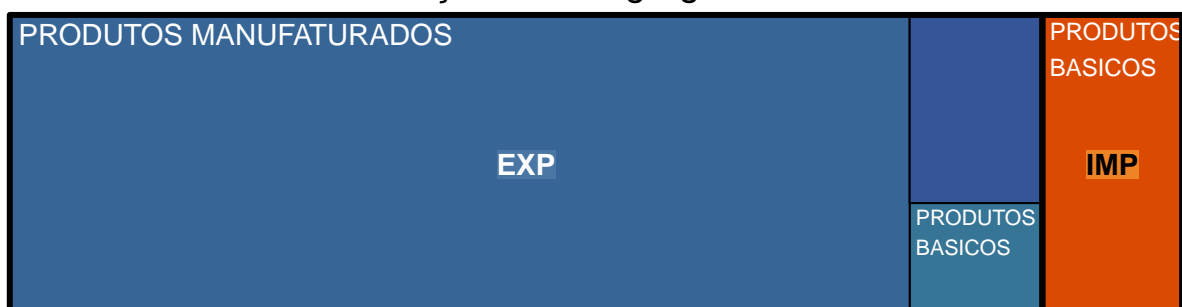 PRODUTOS MANUFATURADOS
EXP
PRODUTOS
BASICOS
PRODUTOS
BASICOS
IMP